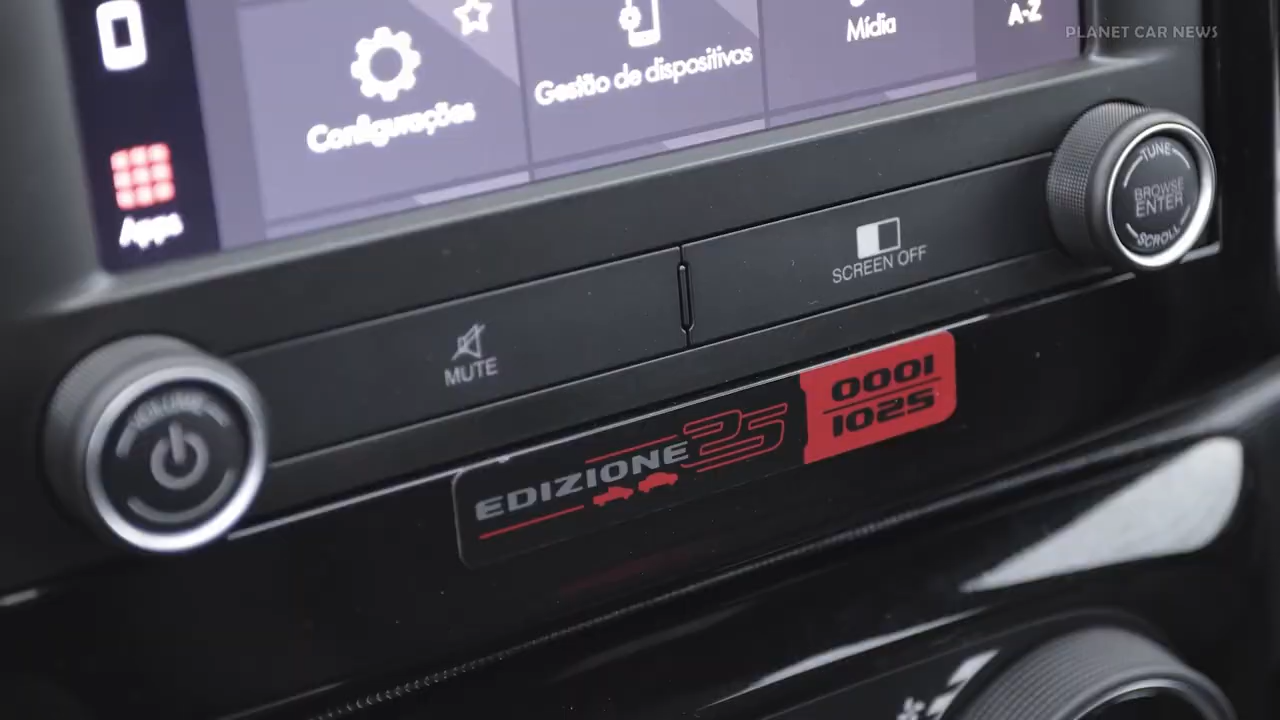 PLANET CAR NEWS
Configurações
Gestão de dispositivos
Mídia
A-Z
Apps
TUNE
BROWSE
ENTER
SCROLL
SCREEN OFF
MUTE
VOLUME
EDIZIONE 25
0001
1025